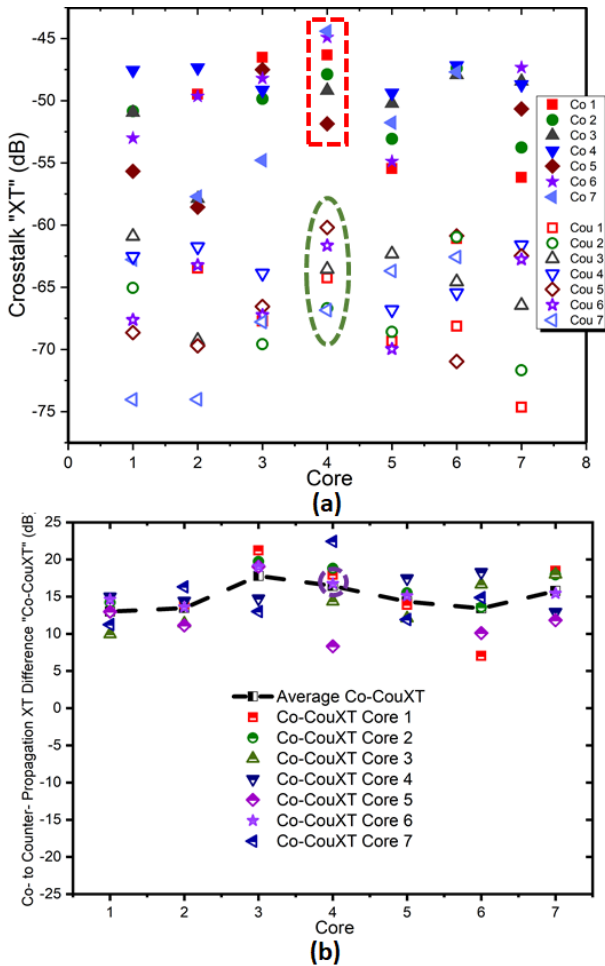 (a)
-45
-50
-55
-60
-65
-70
-75
Crosstalk "XT" (dB)
0 1 2 3 4 5 6 7 8
Core
Co 1
Co 2
Co 3
Co 4
Co 5
Co 6
Co 7
Cou 1
Cou 2
Cou 3
Cou 4
Cou 5
Cou 6
Cou 7
(a)
Co- to Counter- Propagation XT Difference "Co-CouXT" (dB)
25
20
15
10
5
0
-5
-10
-15
-20
-25
Average Co-CouXT
Co-CouXT Core 1
Co-CouXT Core 2
Co-CouXT Core 3
Co-CouXT Core 4
Co-CouXT Core 5
Co-CouXT Core 6
Co-CouXT Core 7
1 2 3 4 5 6 7
Core
(b)